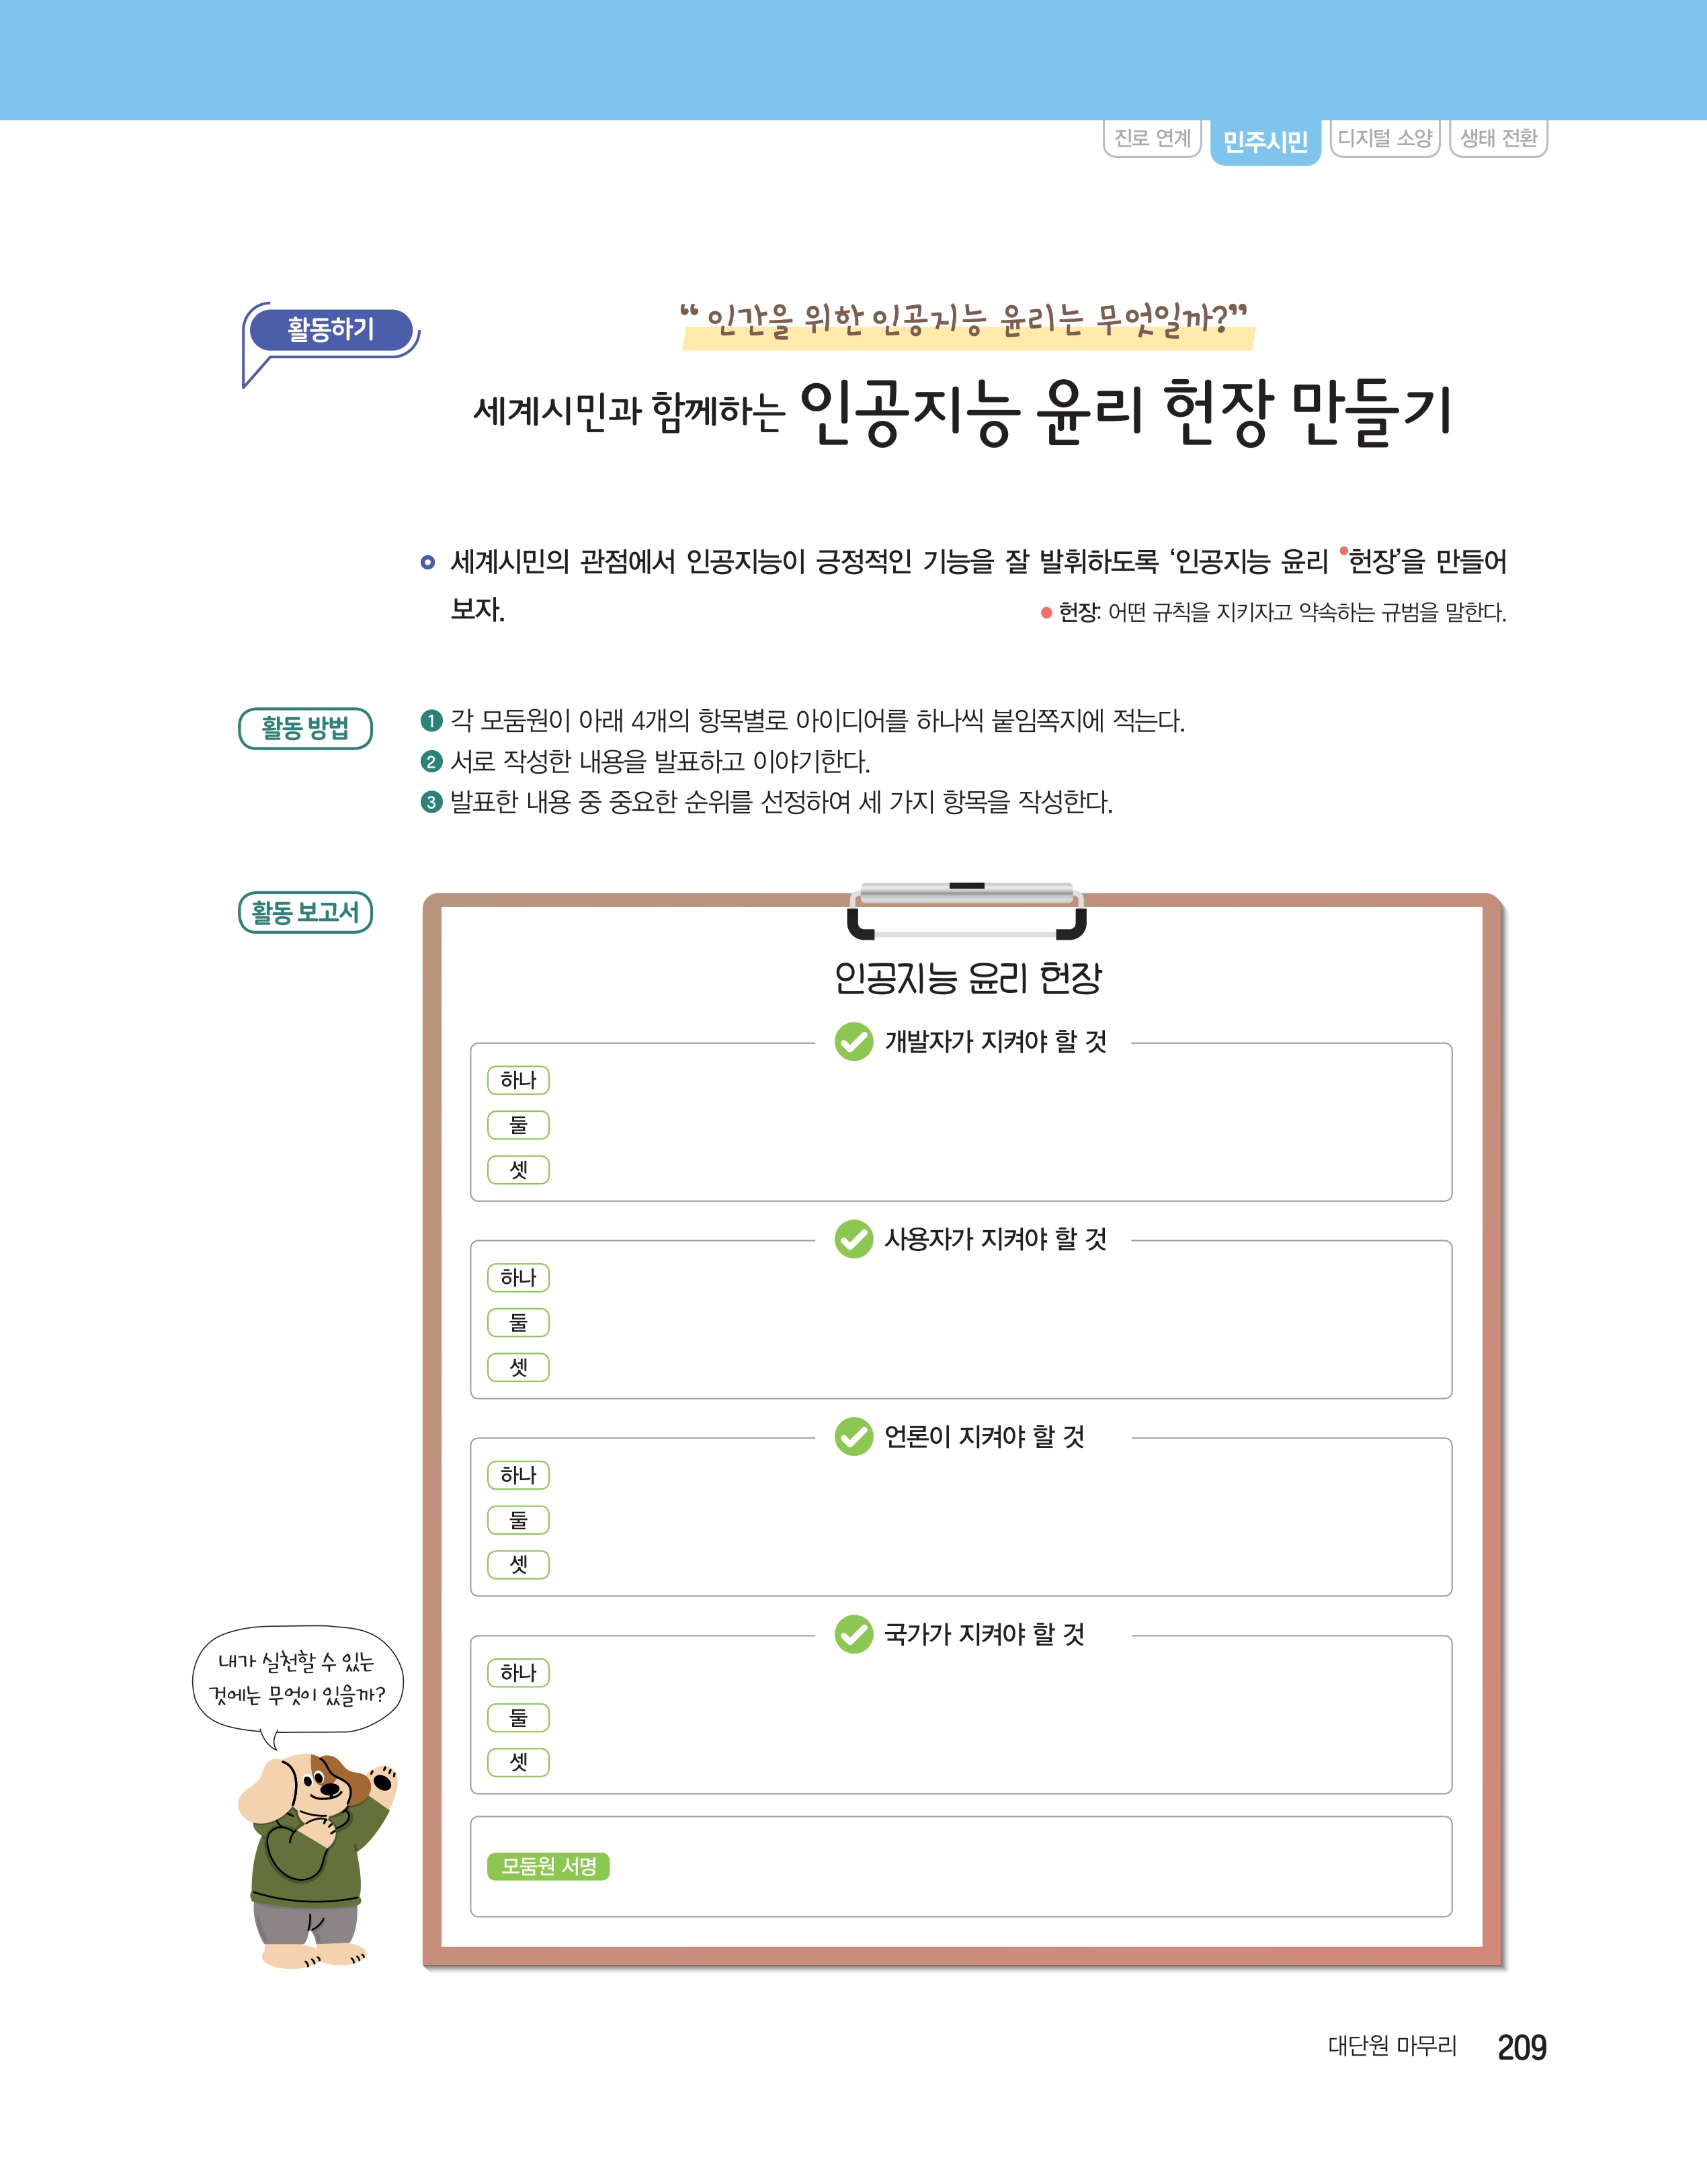 진로 연계
민주시민
디지털 소양
생태 전환
활동하기
“ 인간을 위한 인공지능 윤리는 무엇일까?”
세계시민과 함께하는 인공지능 윤리 헌장 만들기
세계시민의 관점에서 인공지능이 긍정적인 기능을 잘 발휘하도록 ‘인공지능 윤리 헌장’을 만들어
보자.
헌장: 어떤 규칙을 지키자고 약속하는 규범을 말한다.
활동 방법
1 각 모둠원이 아래 4개의 항목별로 아이디어를 하나씩 붙임쪽지에 적는다.
2 서로 작성한 내용을 발표하고 이야기한다.
3 발표한 내용 중 중요한 순위를 선정하여 세 가지 항목을 작성한다.
활동 보고서
인공지능 윤리 헌장
개발자가 지켜야 할 것
하나
둘
셋
사용자가 지켜야 할 것
하나
둘
셋
언론이 지켜야 할 것
하나
둘
셋
국가가 지켜야 할 것
하나
둘
셋
모둠원 서명
내가 실천할 수 있는
것에는 무엇이 있을까?
대단원 마무리 209